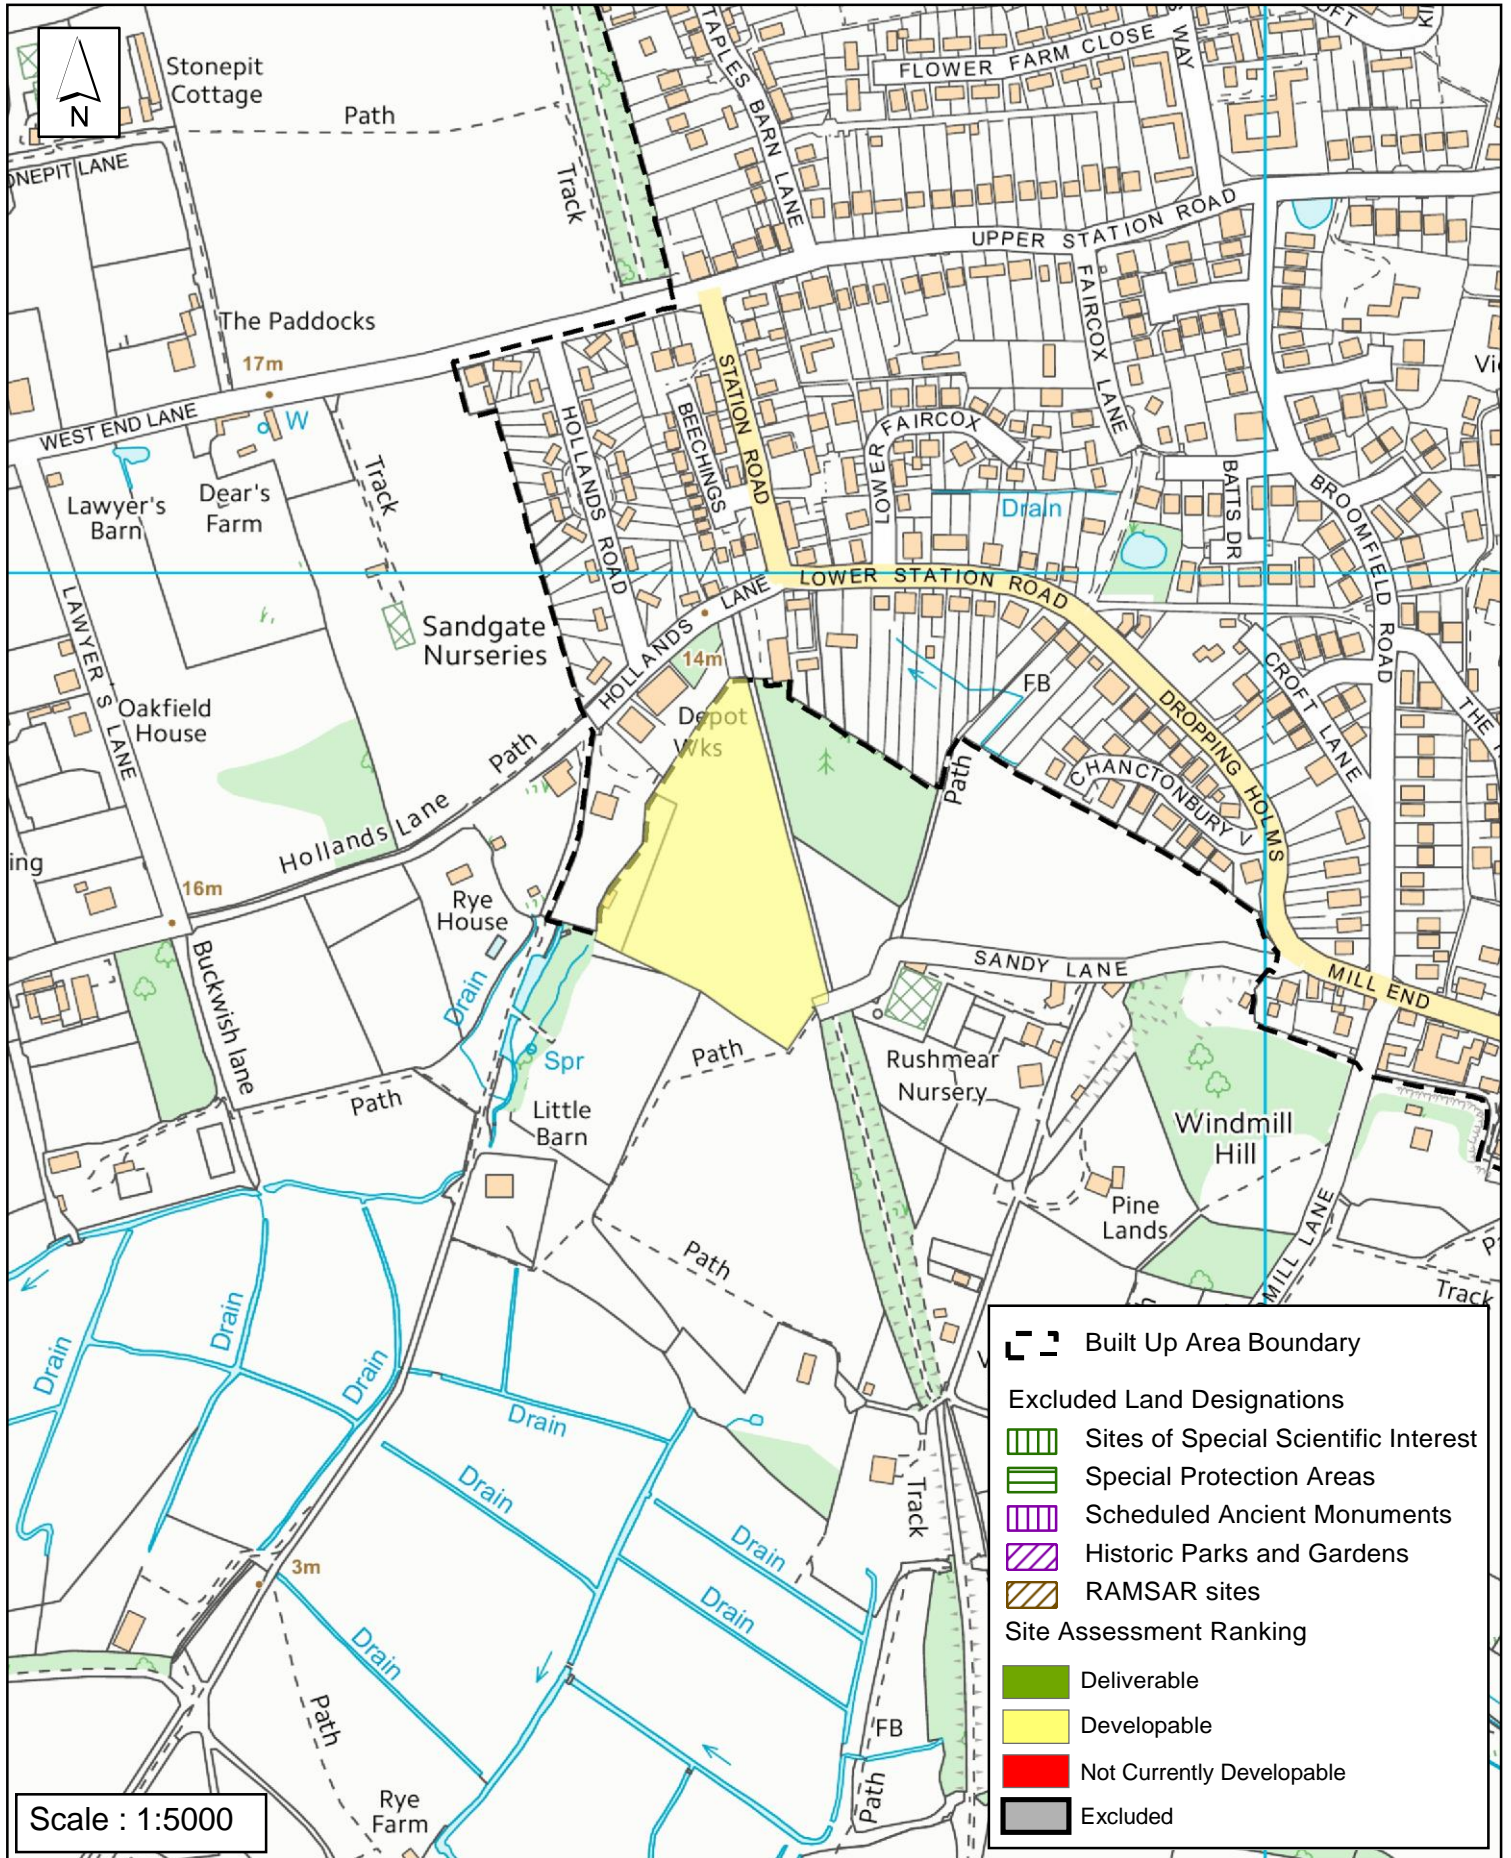 N
Stonepit
Cottage
Path
Track
FLOWER FARM CLOSE
WAY
TAPLES BARN LANE
UPPER STATION ROAD
The Paddocks
17m
WEST END LANE
W
Lawyer's
Barn
Dear's
Farm
Track
STATION ROAD
BEECHINGS
HOLLANDS ROAD
LOWER FAIRCOX
FAIRCOX LANE
Drain
BATTS DR
BROOMFIELD ROAD
LOWER STATION ROAD
HOLLANDS LANE
LAWYER'S LANE
Sandgate
Nurseries
14m
Depot
Wks
FB
DROPPING HOLMS
CROFT LANE
Oakfield
House
Path
Path
CHANCTONBURY V
Hollands Lane
ing
16m
Rye
House
SANDY LANE
MILL END
Buckwish lane
Drain
Spr
Path
Path
Little
Barn
Rushmear
Nursery
Windmill
Hill
Pine
Lands
MILL LANE
Path
Track
Drain
Drain
Drain
Drain
Drain
Drain
Drain
Drain
Track
3m
Path
FB
Path
Rye
Farm
Built Up Area Boundary
Excluded Land Designations
Sites of Special Scientific Interest
Special Protection Areas
Scheduled Ancient Monuments
Historic Parks and Gardens
RAMSAR sites
Site Assessment Ranking
Deliverable
Developable
Not Currently Developable
Excluded
Scale : 1:5000